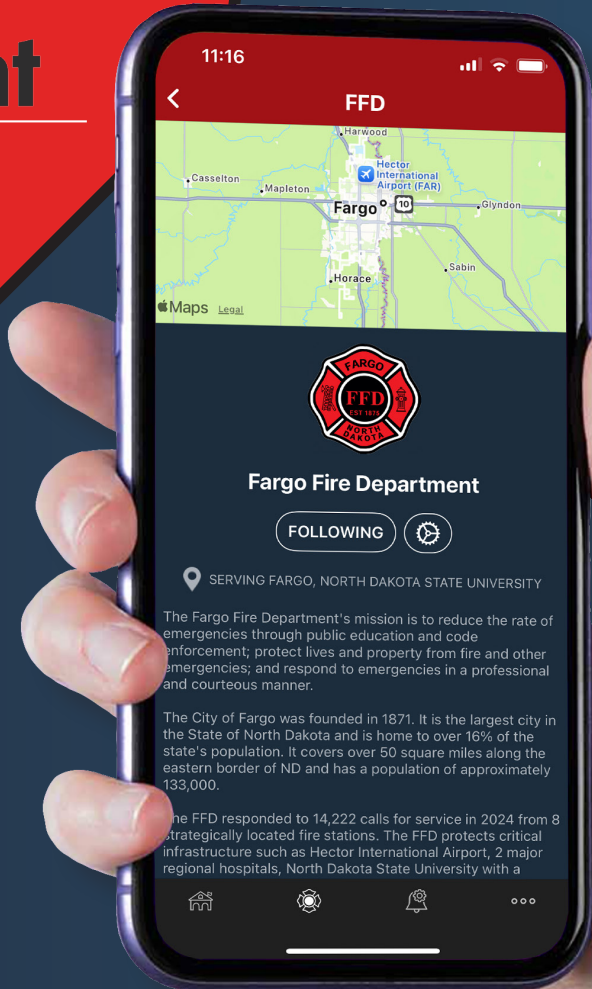 nt
11:16
FFD
Harwood
Hector
International
Airport (FAR)
Casselton
Mapleton
Fargo
10
Glyndon
Sabin
Horace
Maps Legal
FARGO
FFD
EST 1875
NORTH
DAKOTA
Fargo Fire Department
FOLLOWING
SERVING FARGO, NORTH DAKOTA STATE UNIVERSITY
The Fargo Fire Department's mission is to reduce the rate of
emergencies through public education and code
enforcement; protect lives and property from fire and other
emergencies; and respond to emergencies in a professional
and courteous manner.
The City of Fargo was founded in 1871. It is the largest city in
the State of North Dakota and is home to over 16% of the
state's population. It covers over 50 square miles along the
eastern border of ND and has a population of approximately
133,000.
The FFD responded to 14,222 calls for service in 2024 from 8
strategically located fire stations. The FFD protects critical
infrastructure such as Hector International Airport, 2 major
regional hospitals, North Dakota State University with a